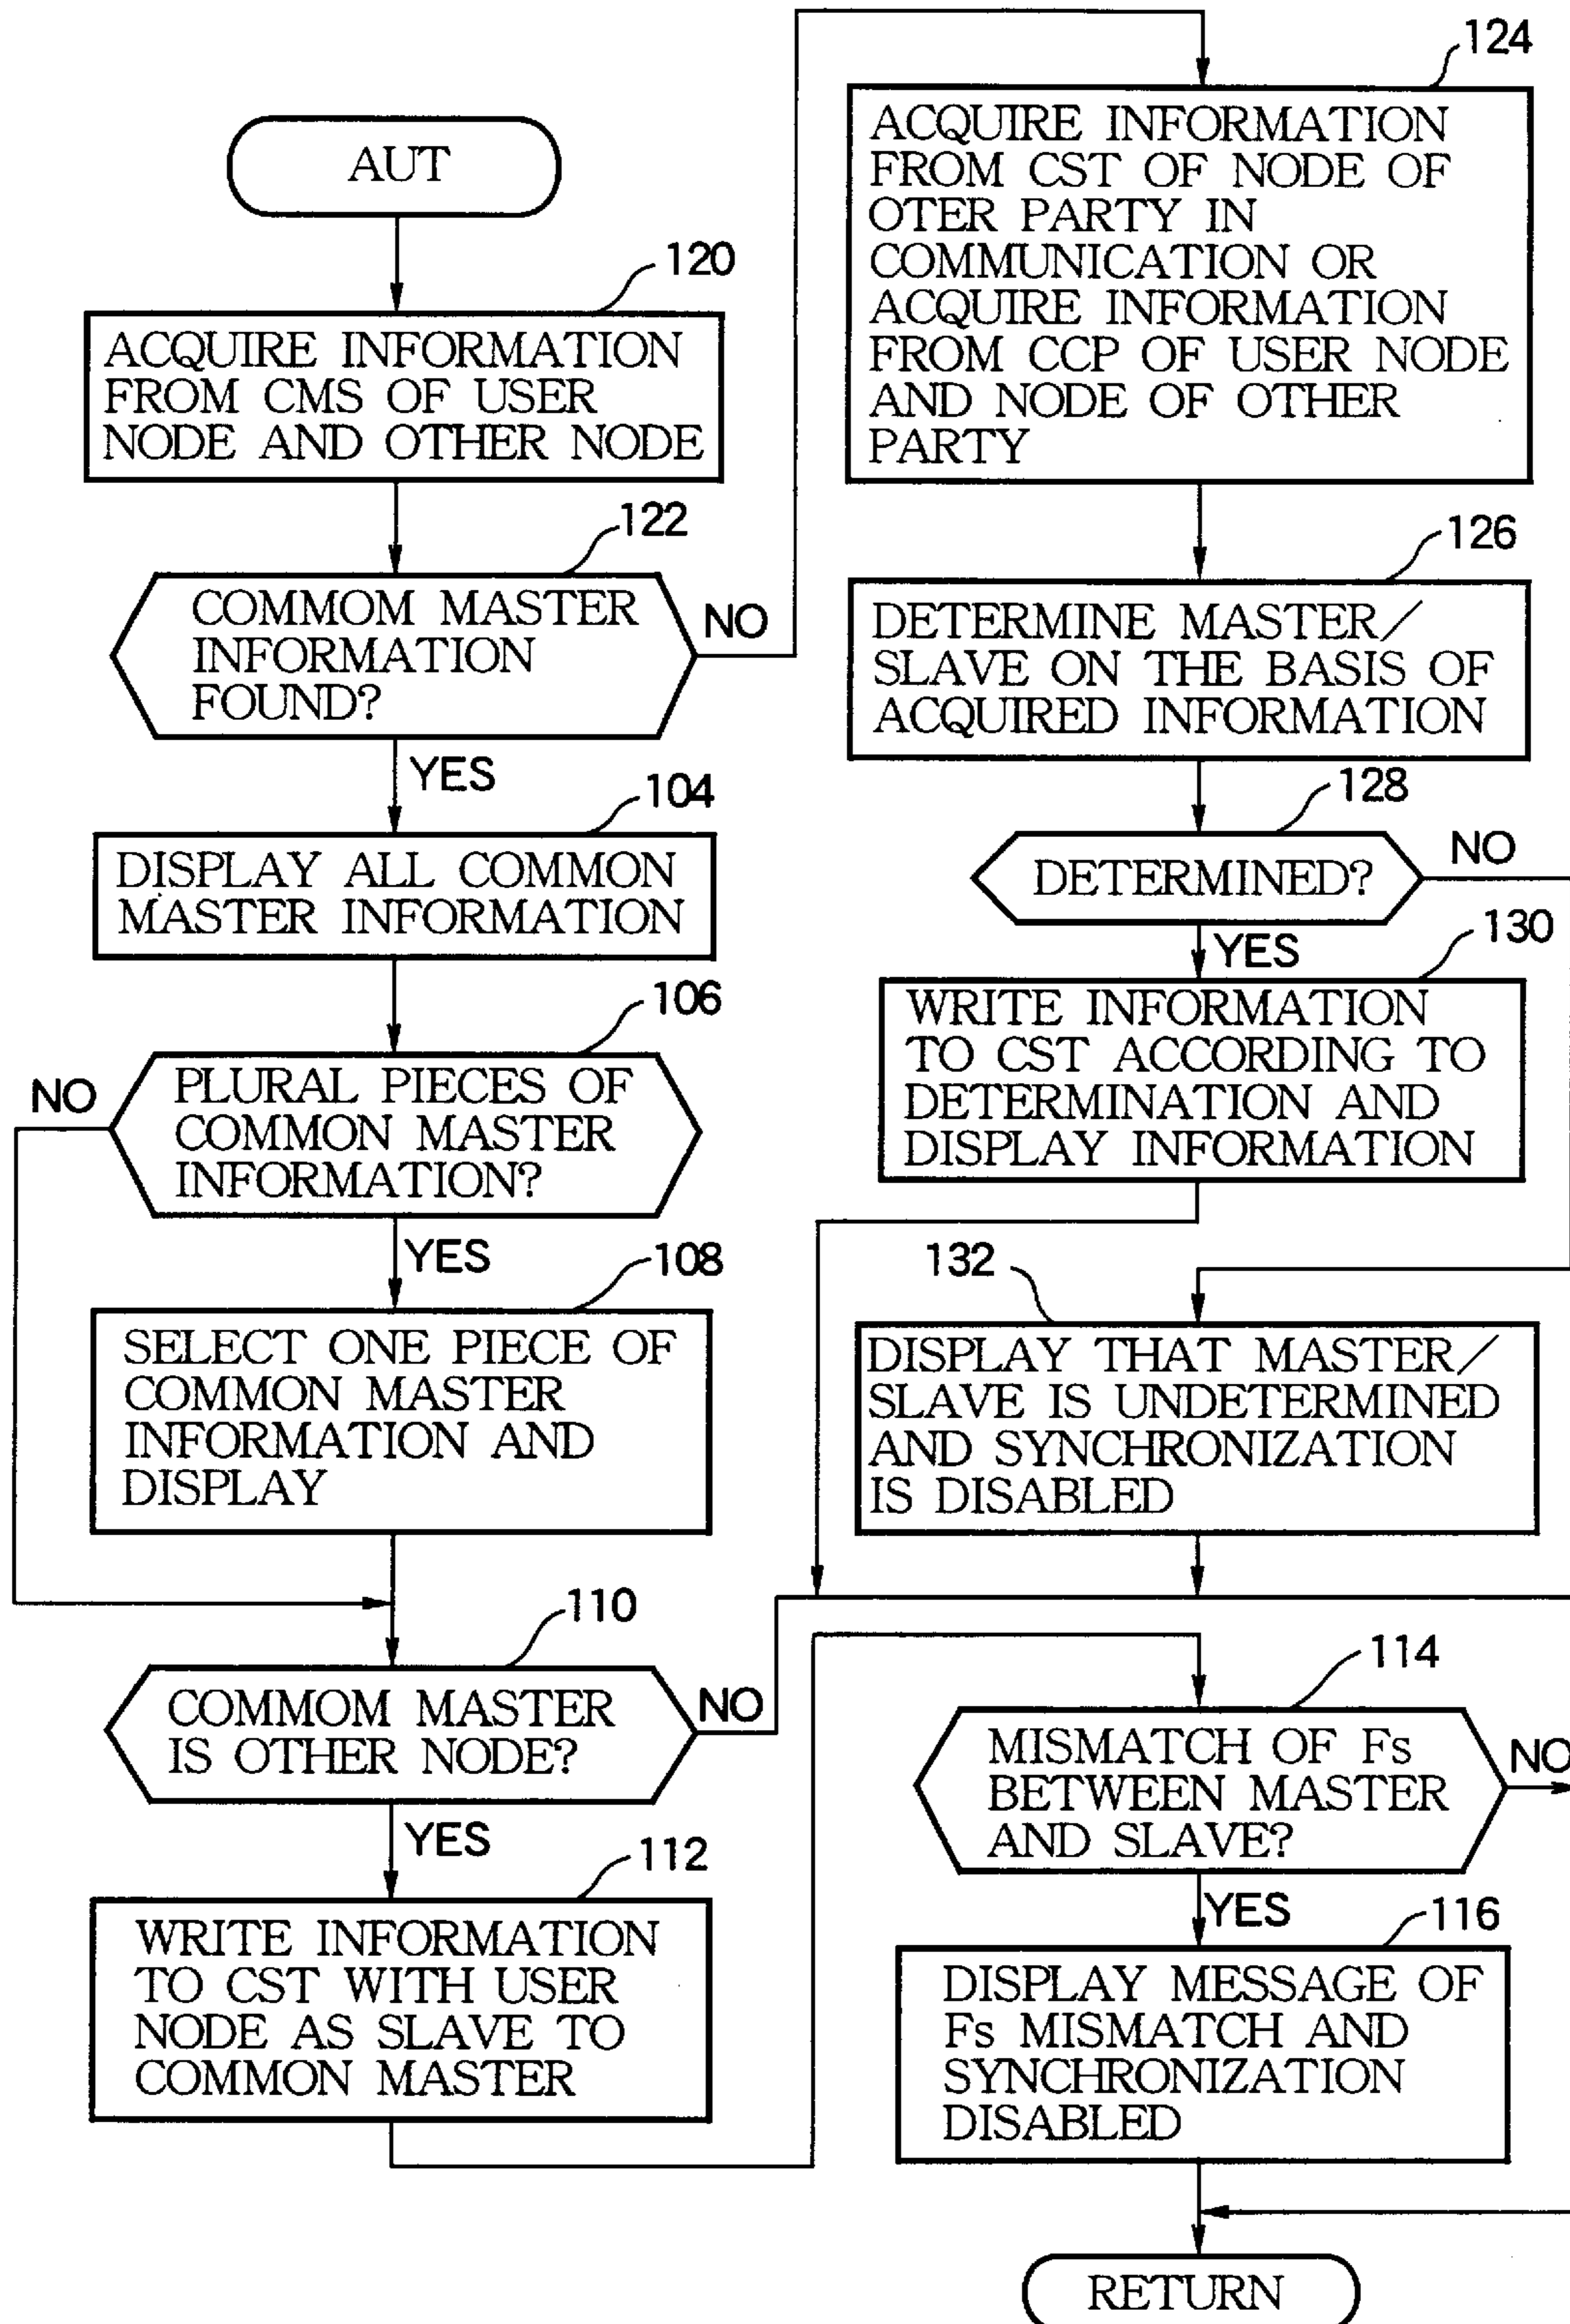 AUT
120
ACQUIRE INFORMATION
FROM CMS OF USER
NODE AND OTHER NODE
122
COMMOM MASTER
INFORMATION
FOUND?
NO
YES
104
DISPLAY ALL COMMON
MASTER INFORMATION
106
PLURAL PIECES OF
COMMON MASTER
INFORMATION?
NO
YES
108
SELECT ONE PIECE OF
COMMON MASTER
INFORMATION AND
DISPLAY
110
COMMOM MASTER
IS OTHER NODE?
NO
YES
112
WRITE INFORMATION
TO CST WITH USER
NODE AS SLAVE TO
COMMON MASTER
124
ACQUIRE INFORMATION
FROM CST OF NODE OF
OTER PARTY IN
COMMUNICATION OR
ACQUIRE INFORMATION
FROM CCP OF USER NODE
AND NODE OF OTHER
PARTY
126
DETERMINE MASTER/
SLAVE ON THE BASIS OF
ACQUIRED INFORMATION
128
DETERMINED?
NO
YES
130
WRITE INFORMATION
TO CST ACCORDING TO
DETERMINATION AND
DISPLAY INFORMATION
132
DISPLAY THAT MASTER/
SLAVE IS UNDETERMINED
AND SYNCHRONIZATION
IS DISABLED
114
MISMATCH OF Fs
BETWEEN MASTER
AND SLAVE?
NO
YES
116
DISPLAY MESSAGE OF
Fs MISMATCH AND
SYNCHRONIZATION
DISABLED
RETURN